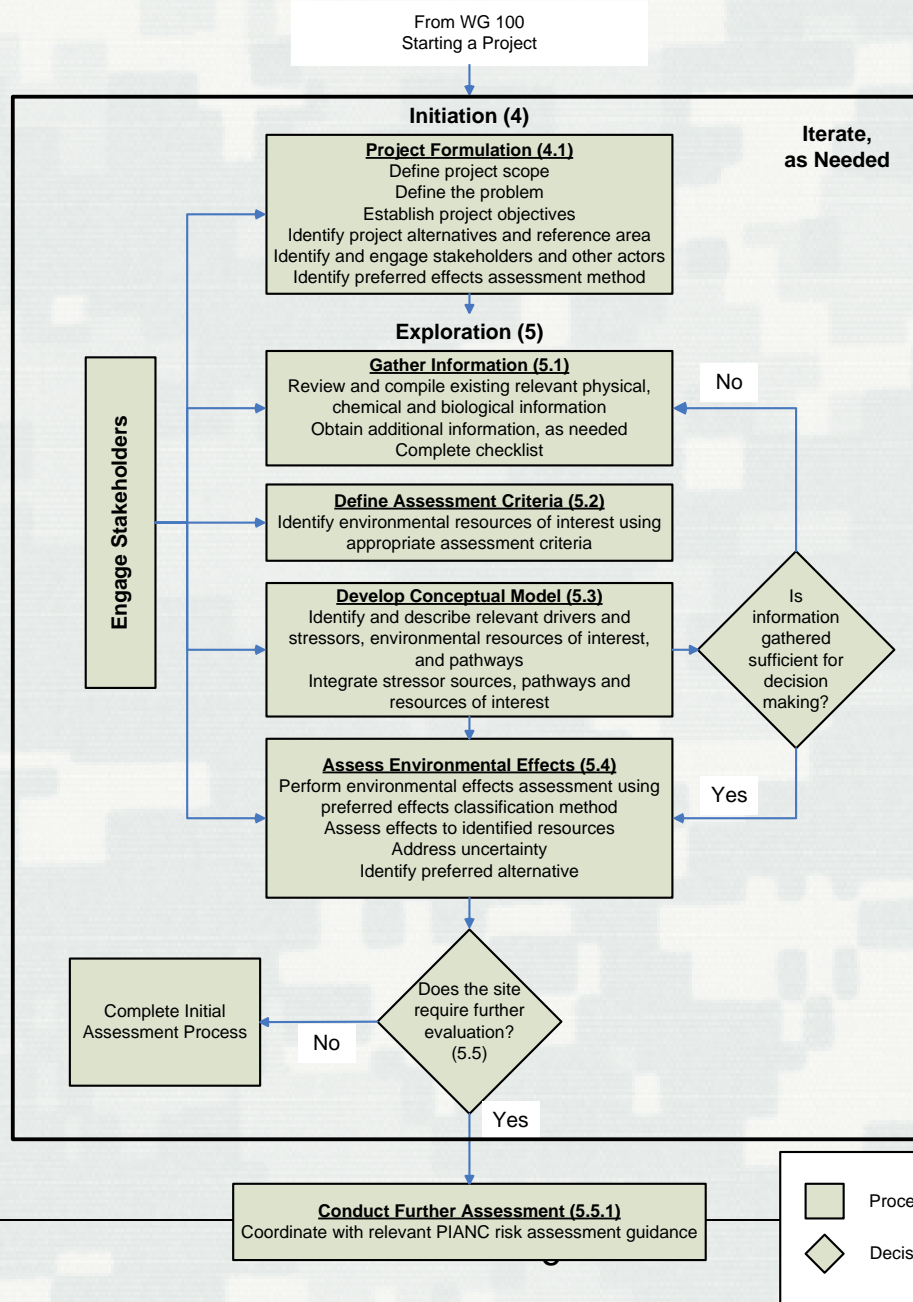 From WG 100
Starting a Project
Initiation (4)
Iterate,
as Needed
Project Formulation (4.1)
Define project scope
Define the problem
Establish project objectives
Identify project alternatives and reference area
Identify and engage stakeholders and other actors
Identify preferred effects assessment method
Exploration (5)
Engage Stakeholders
Gather Information (5.1)
Review and compile existing relevant physical,
chemical and biological information
Obtain additional information, as needed
Complete checklist
No
Define Assessment Criteria (5.2)
Identify environmental resources of interest using
appropriate assessment criteria
Develop Conceptual Model (5.3)
Identify and describe relevant drivers and
stressors, environmental resources of interest,
and pathways
Integrate stressor sources, pathways and
resources of interest
Is
information
gathered
sufficient for
decision
making?
Assess Environmental Effects (5.4)
Perform environmental effects assessment using
preferred effects classification method
Assess effects to identified resources
Address uncertainty
Identify preferred alternative
Yes
Does the site
require further
evaluation?
(5.5)
No
Complete Initial
Assessment Process
Yes
Conduct Further Assessment (5.5.1)
Coordinate with relevant PIANC risk assessment guidance
Proce
Decis